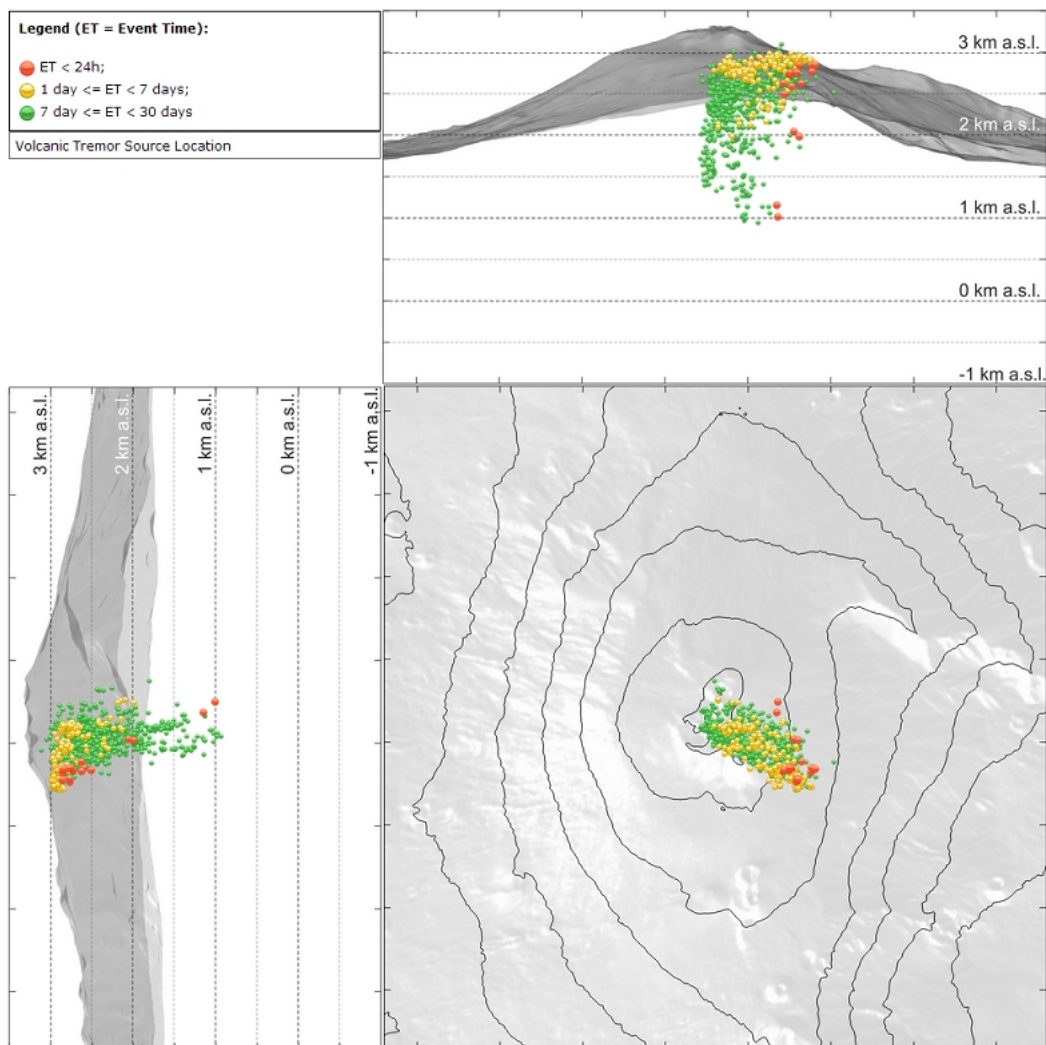 Legend (ET = Event Time):
ET < 24h;
1 day <= ET < 7 days;
7 day <= ET < 30 days
Volcanic Tremor Source Location
3 km a.s.l.
2 km a.s.l.
1 km a.s.l.
0 km a.s.l.
-1 km a.s.l.
3 km a.s.l.
2 km a.s.l.
1 km a.s.l.
0 km a.s.l.
-1 km a.s.l.